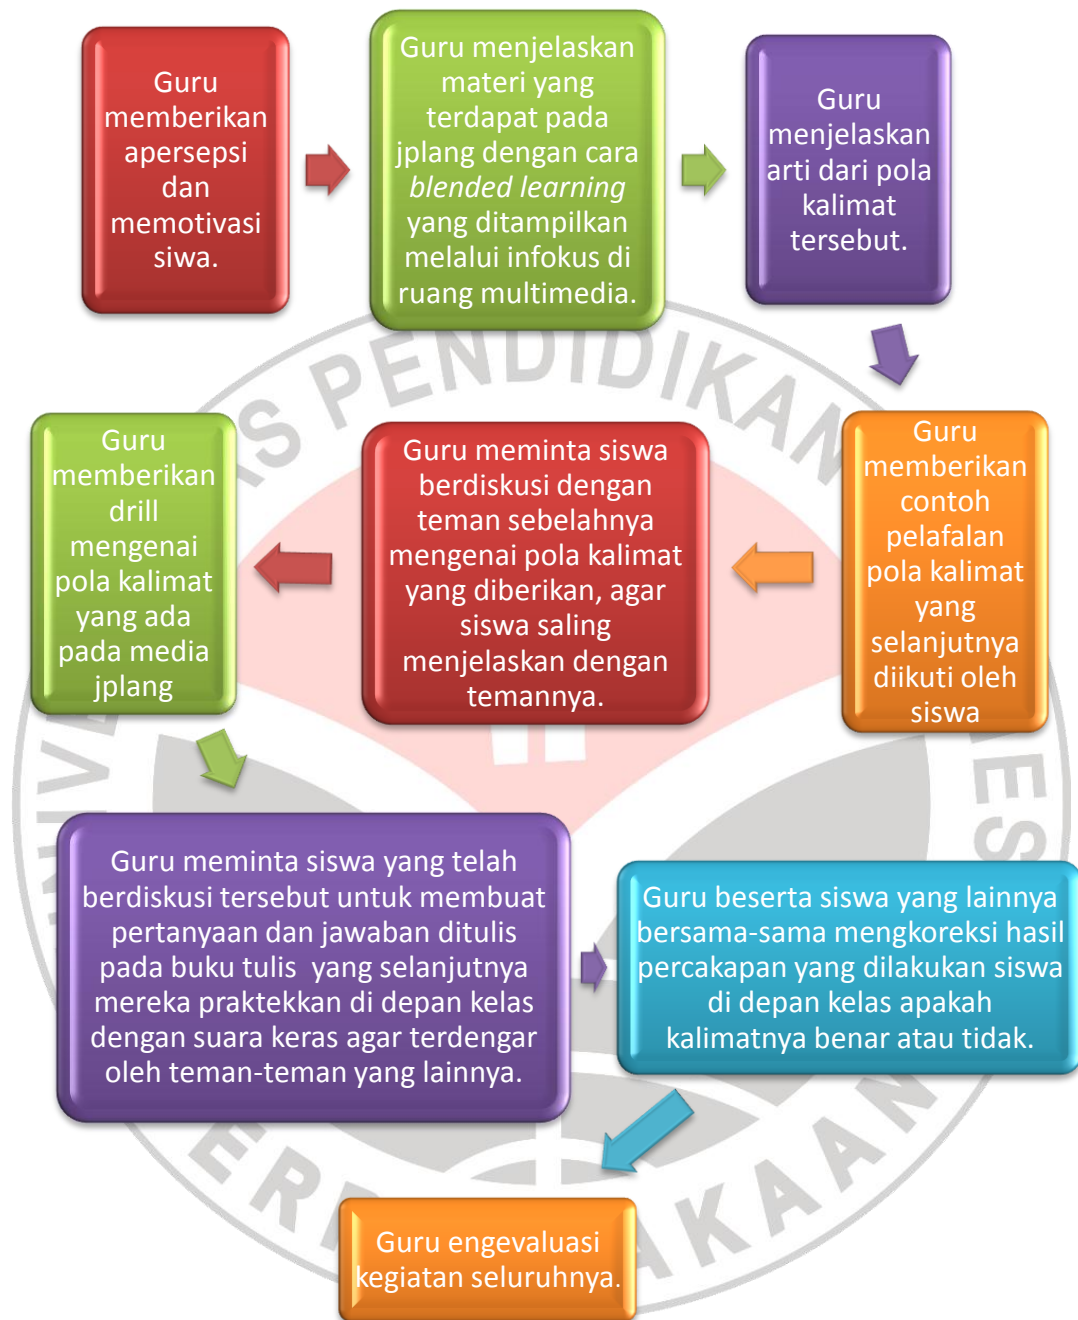 Guru
memberikan
apersepsi
dan
memotivasi
siwa.
Guru menjelaskan
materi yang
terdapat pada
jplang dengan cara
blended learning
yang ditampilkan
melalui infokus di
ruang multimedia.
Guru
menjelaskan
arti dari pola
kalimat
tersebut.
Guru
memberikan
contoh
pelafalan
pola kalimat
yang
selanjutnya
diikuti oleh
siswa
Guru meminta siswa
berdiskusi dengan
teman sebelahnya
mengenai pola kalimat
yang diberikan, agar
siswa saling
menjelaskan dengan
temannya.
Guru
memberikan
drill
mengenai
pola kalimat
yang ada
pada media
jplang
Guru meminta siswa yang telah
berdiskusi tersebut untuk membuat
pertanyaan dan jawaban ditulis
pada buku tulis  yang selanjutnya
mereka praktekkan di depan kelas
dengan suara keras agar terdengar
oleh teman-teman yang lainnya.
Guru beserta siswa yang lainnya
bersama-sama mengkoreksi hasil
percakapan yang dilakukan siswa
di depan kelas apakah
kalimatnya benar atau tidak.
Guru engevaluasi
kegiatan seluruhnya.
PENDIDIKAN